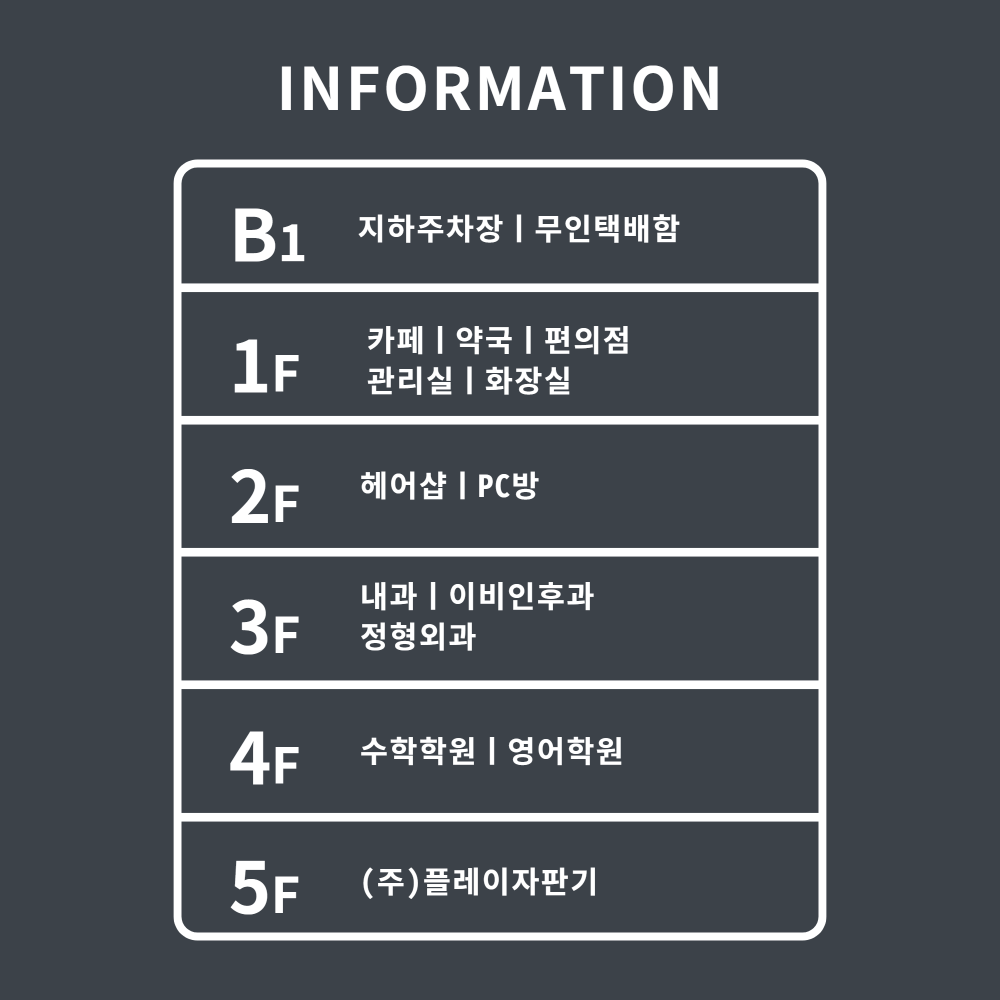 INFORMATION
B1 지하주차장 | 무인택배함
1F 카페 | 약국 | 편의점
관리실 | 화장실
2F 헤어샵 | PC방
3F 내과 | 이비인후과
정형외과
4F 수학학원 | 영어학원
5F (주)플레이자판기